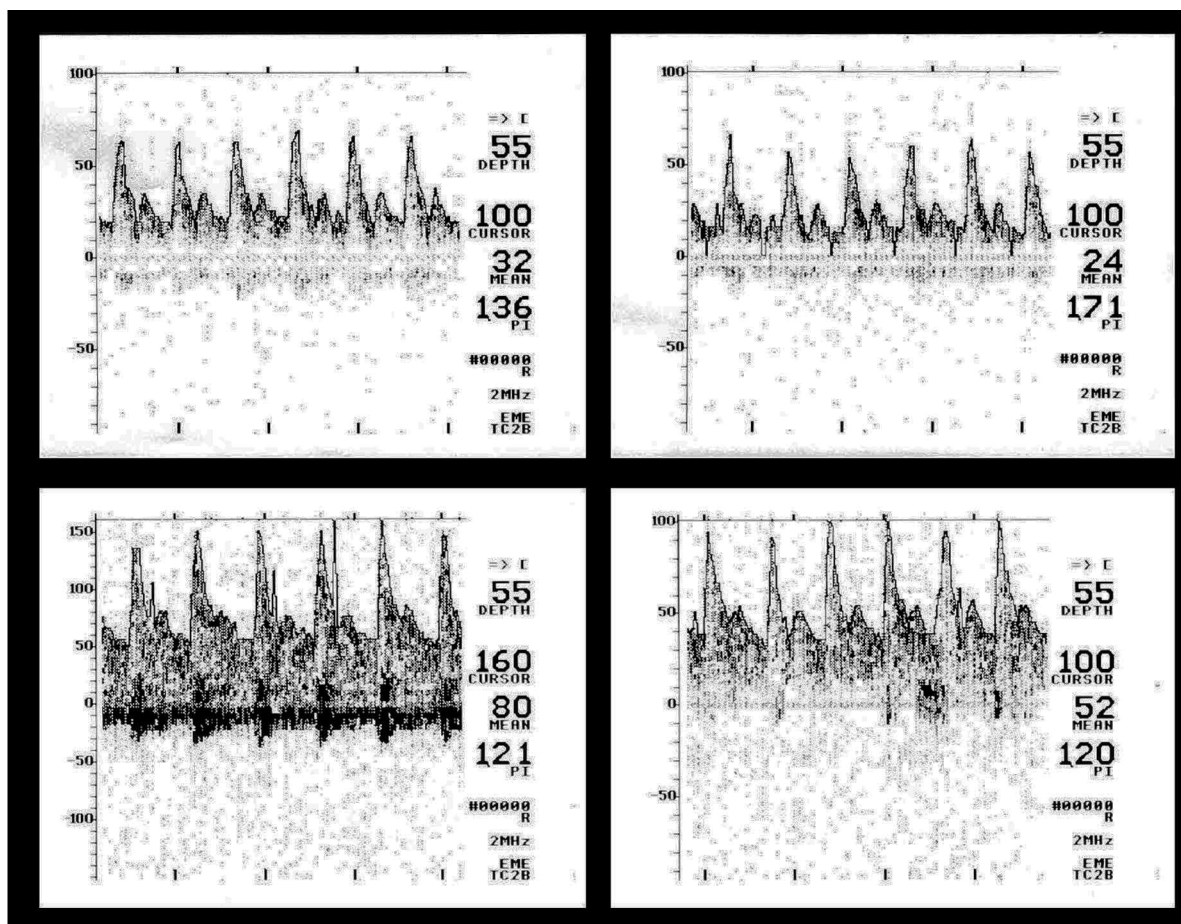 100
50
0
-50
=> [
55
DEPTH
100
CURSOR
32
MEAN
136
PI
#00000
R
2MHz
EME
TC2B
100
50
0
-50
=> [
55
DEPTH
100
CURSOR
24
MEAN
171
PI
#00000
R
2MHz
EME
TC2B
150
100
50
0
-50
-100
=> [
55
DEPTH
160
CURSOR
80
MEAN
121
PI
#00000
R
2MHz
EME
TC2B
100
50
0
-50
=> [
55
DEPTH
100
CURSOR
52
MEAN
120
PI
#00000
R
2MHz
EME
TC2B